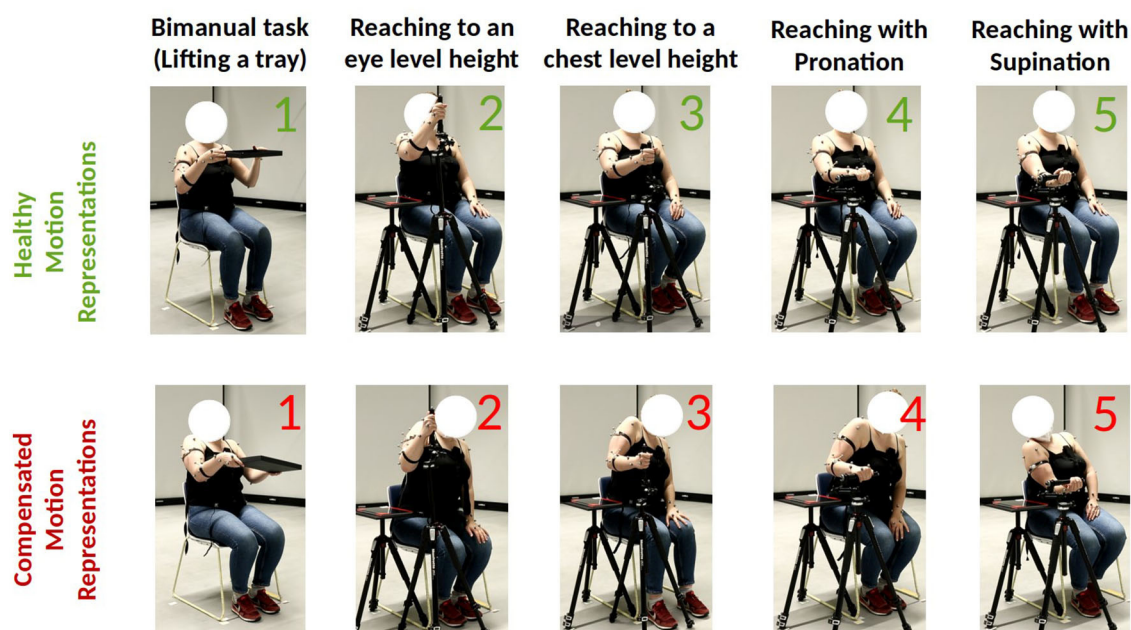 Bimanual task
(Lifting a tray)
Reaching to an
eye level height
Reaching to a
chest level height
Reaching with
Pronation
Reaching with
Supination
Healthy
Motion
Representations
1
2
3
4
5
Compensated
Motion
Representations
1
2
3
4
5